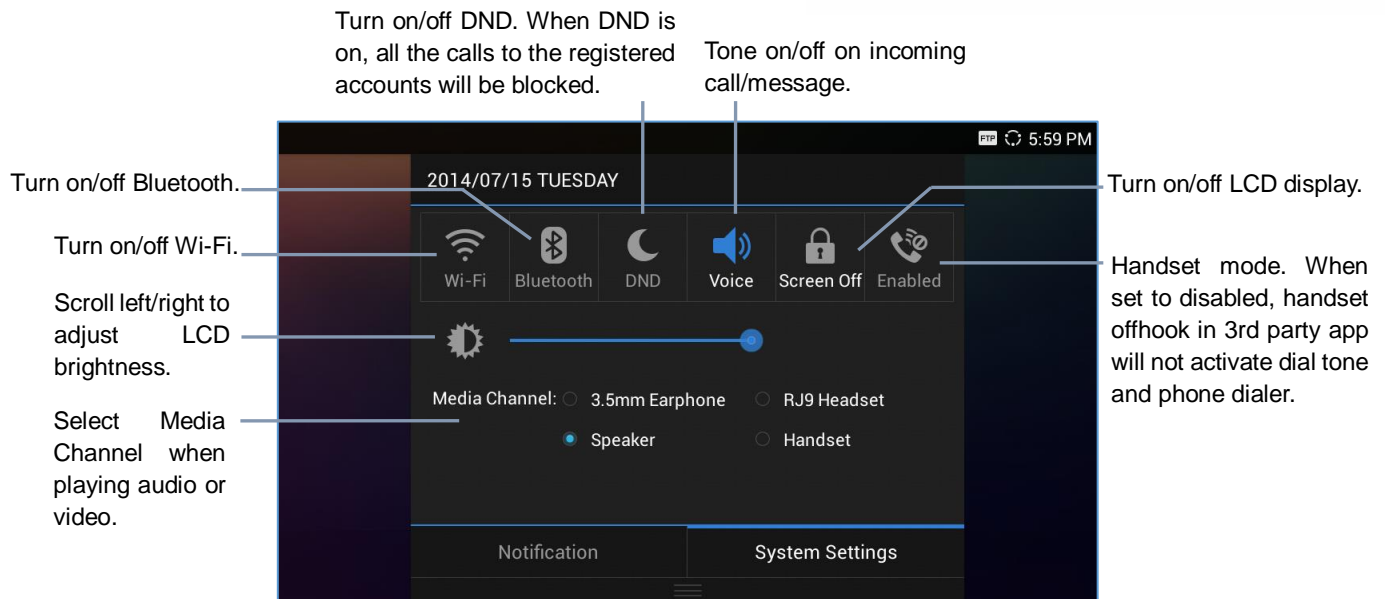 Turn on/off DND. When DND is
on, all the calls to the registered
accounts will be blocked.
Tone on/off on incoming
call/message.
FTP 5:59 PM
Turn on/off Bluetooth.
2014/07/15 TUESDAY
Turn on/off LCD display.
Turn on/off Wi-Fi.
Wi-Fi Bluetooth DND Voice Screen Off Enabled
Handset mode. When
set to disabled, handset
offhook in 3rd party app
will not activate dial tone
and phone dialer.
Scroll left/right to
adjust LCD
brightness.
Media Channel: 3.5mm Earphone RJ9 Headset
Speaker Handset
Select Media
Channel when
playing audio or
video.
Notification System Settings